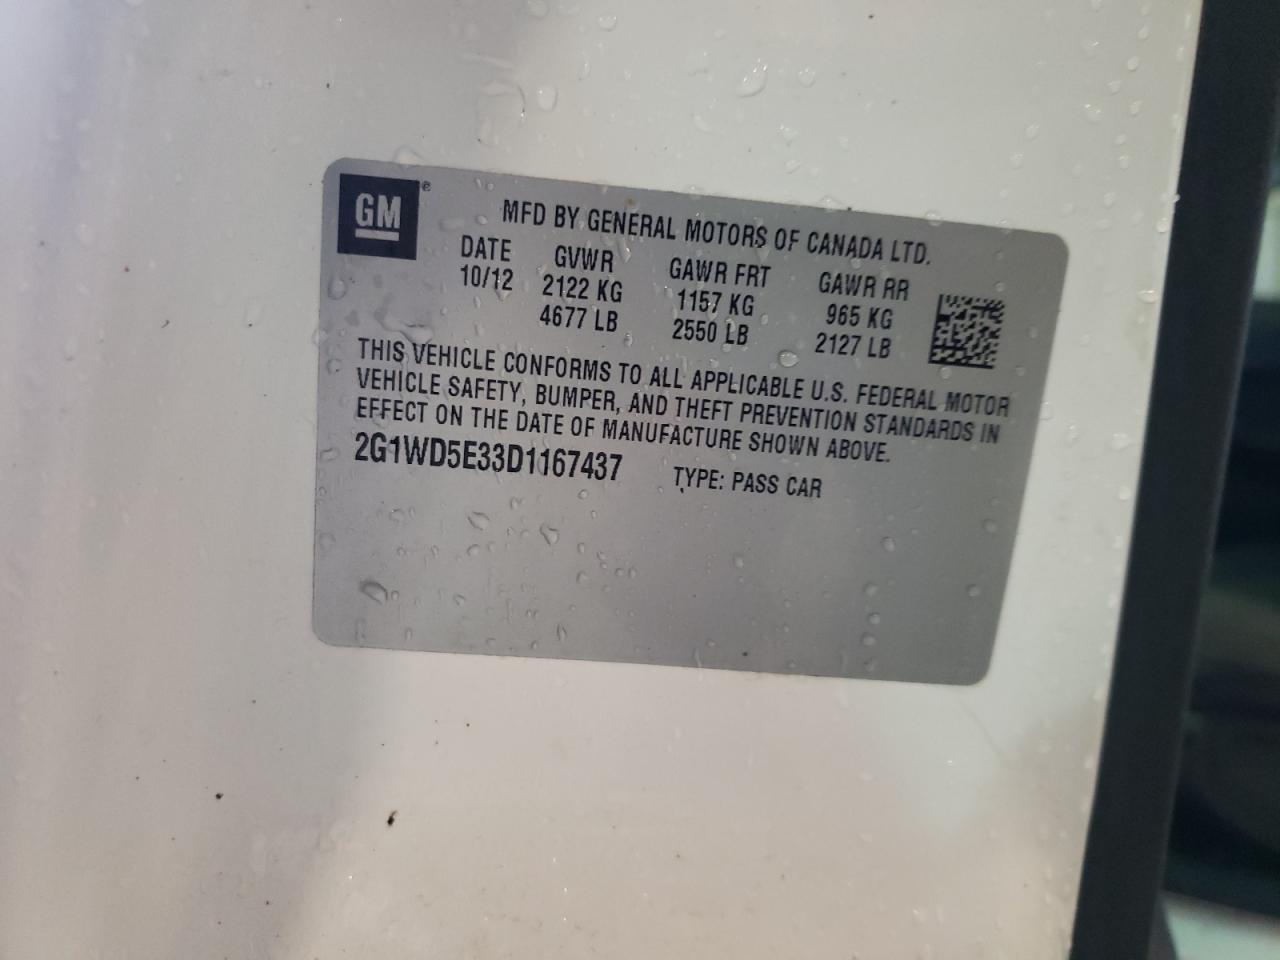 GM
®
MFD BY GENERAL MOTORS OF CANADA LTD.
DATE GVWR GAWR FRT GAWR RR
10/12 2122 KG 1157 KG 965 KG
4677 LB 2550 LB 2127 LB
THIS VEHICLE CONFORMS TO ALL APPLICABLE U.S. FEDERAL MOTOR
VEHICLE SAFETY, BUMPER, AND THEFT PREVENTION STANDARDS IN
EFFECT ON THE DATE OF MANUFACTURE SHOWN ABOVE.
2G1WD5E33D1167437 TYPE: PASS CAR